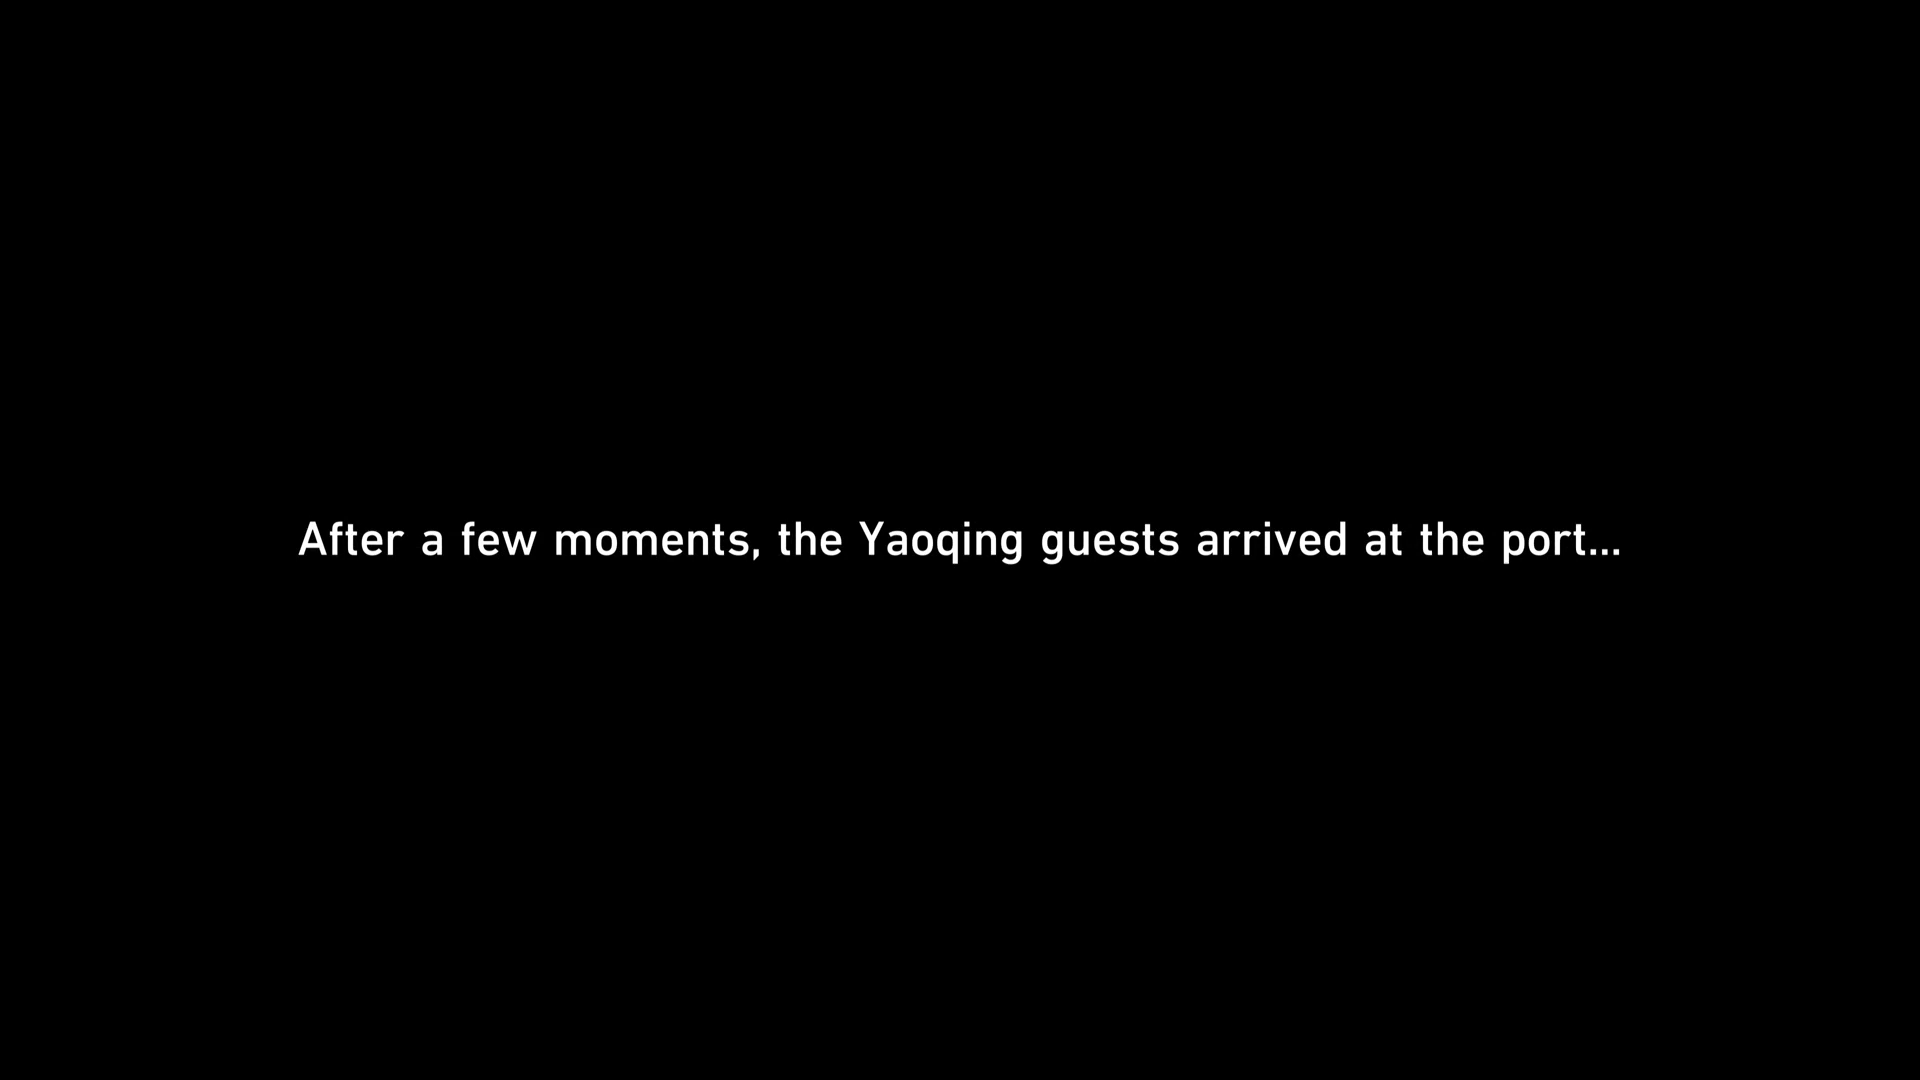 After a few moments, the Yaoqing guests arrived at the port...